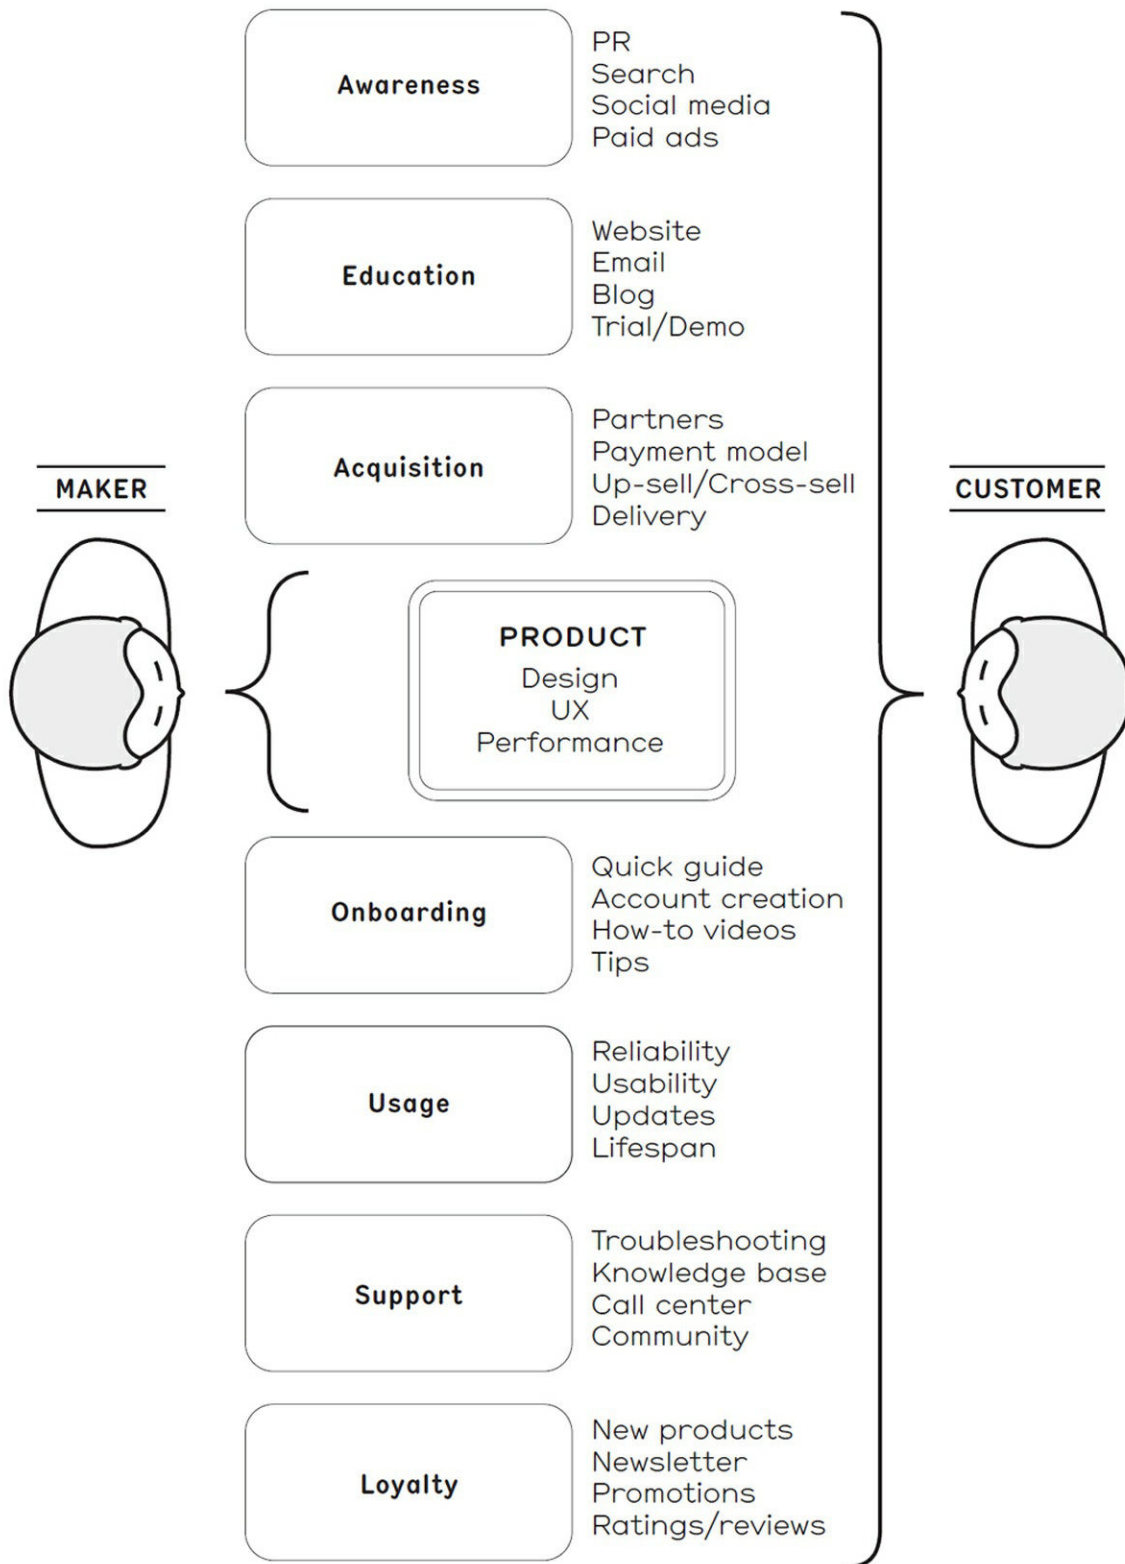 Awareness
PR
Search
Social media
Paid ads
Education
Website
Email
Blog
Trial/Demo
Acquisition
Partners
Payment model
Up-sell/Cross-sell
Delivery
MAKER
CUSTOMER
PRODUCT
Design
UX
Performance
Onboarding
Quick guide
Account creation
How-to videos
Tips
Usage
Reliability
Usability
Updates
Lifespan
Support
Troubleshooting
Knowledge base
Call center
Community
Loyalty
New products
Newsletter
Promotions
Ratings/reviews